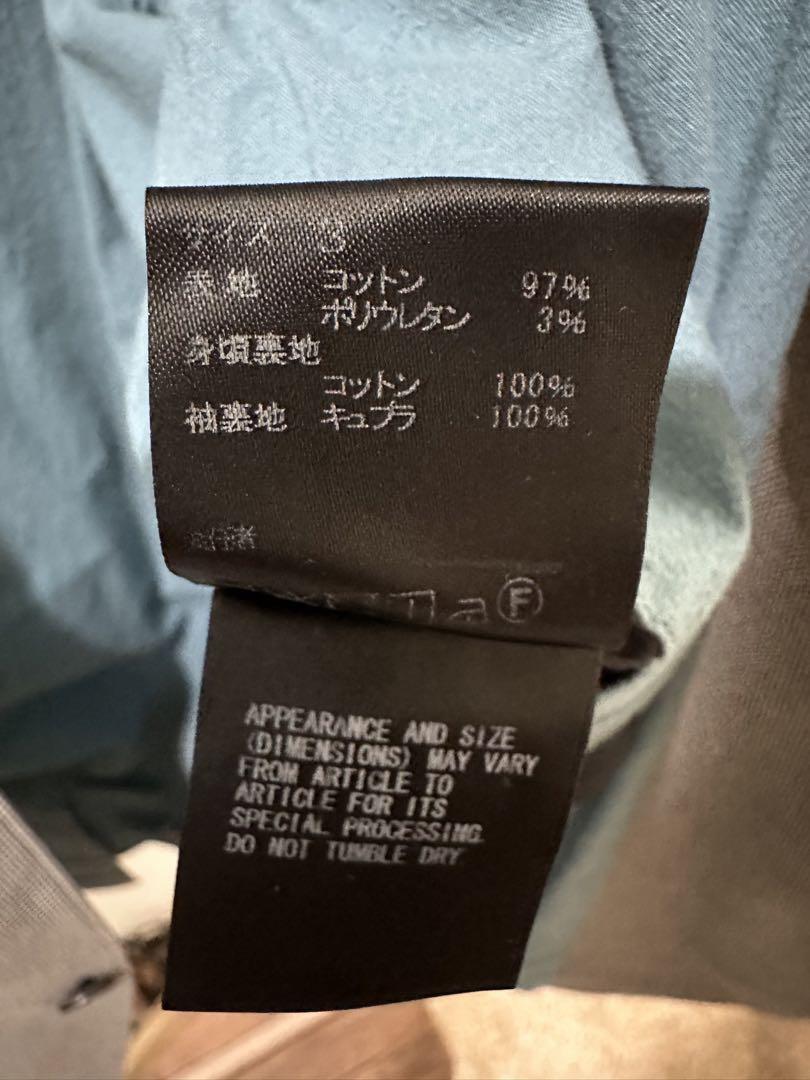 サイズ 3
表地 コットン 97%
ポリウレタン 3%
身頃裏地
コットン 100%
袖裏地 キュプラ 100%
F
APPEARANCE AND SIZE
(DIMENSIONS) MAY VARY
FROM ARTICLE TO
ARTICLE FOR ITS
SPECIAL PROCESSING.
DO NOT TUMBLE DRY